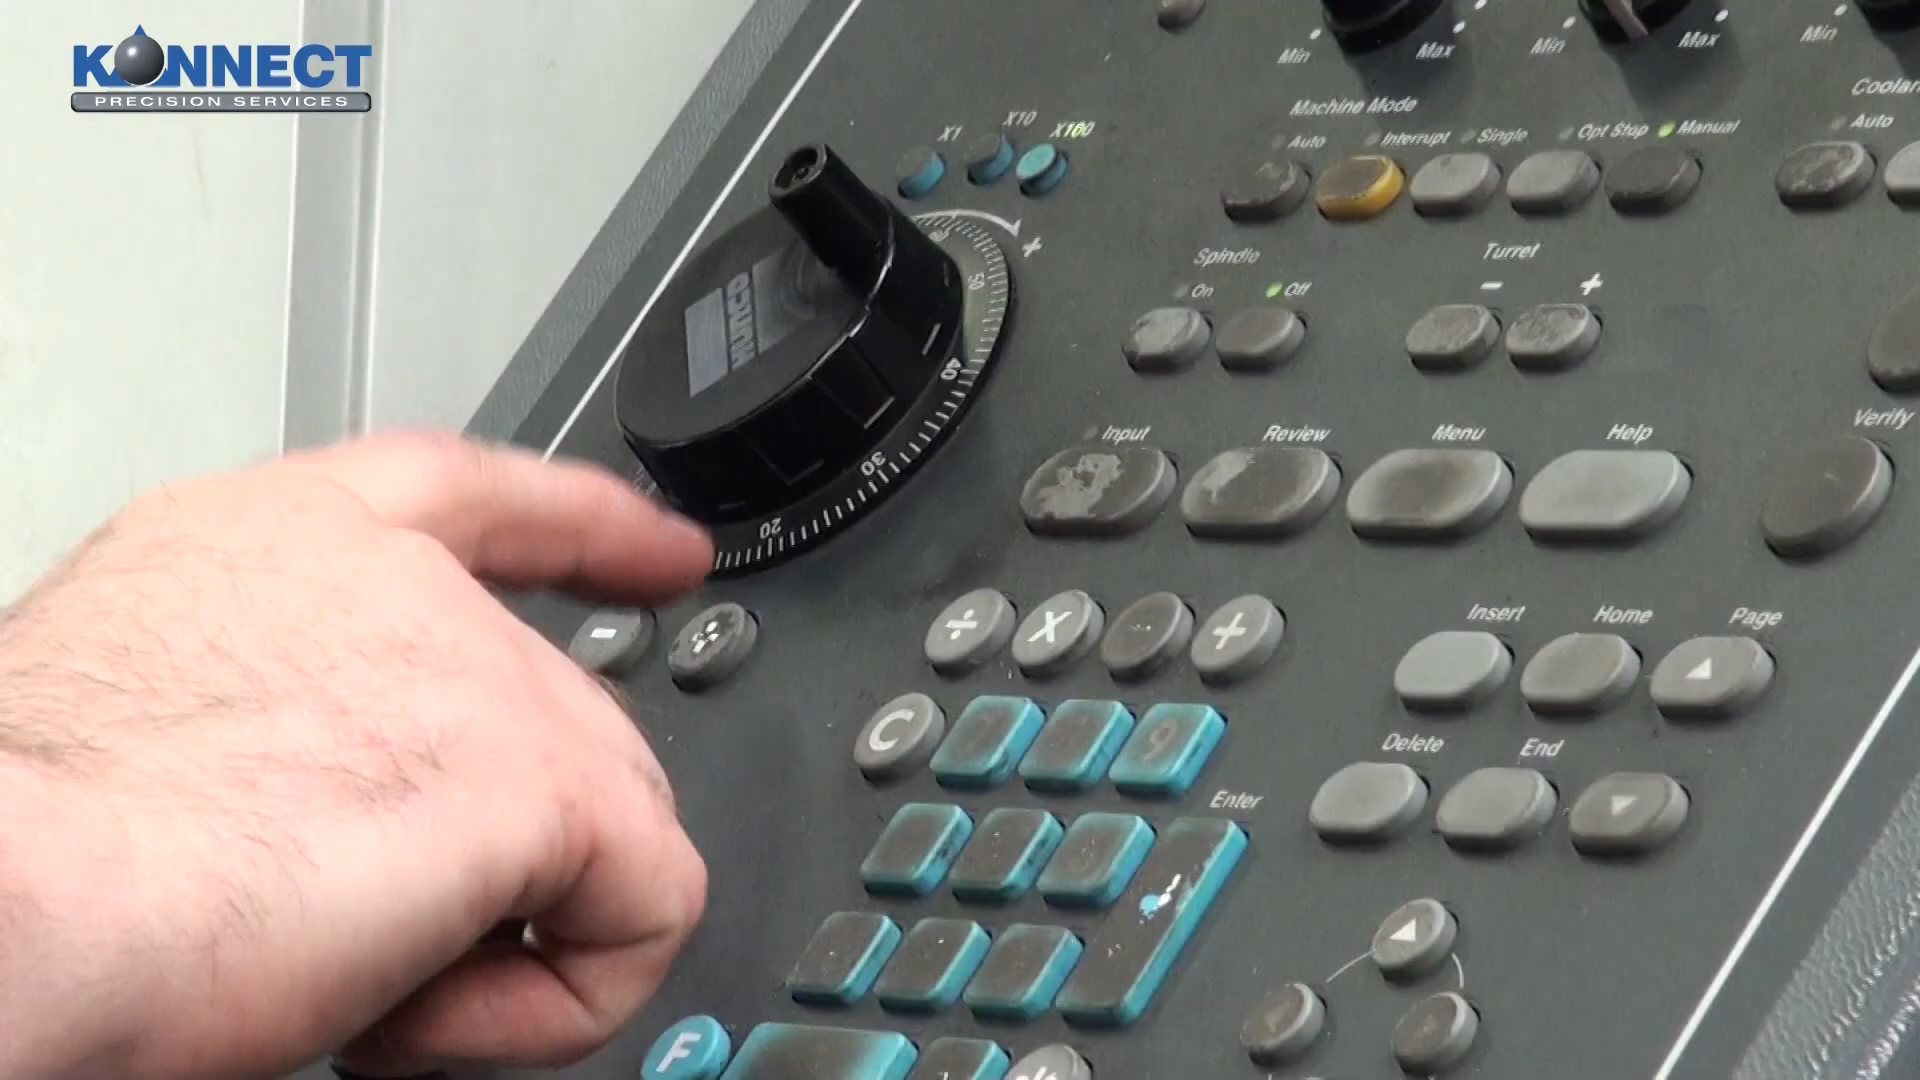 KONNECT
PRECISION SERVICES
Min
Max
Min
Max
Min
Machine Mode
Auto
Interrupt
Single
Opt Stop
Manual
Coolan
Auto
X1
X10
X100
+
50
40
30
20
HURCO
Spindle
On
Off
Turret
-
+
Input
Review
Menu
Help
Verify
-
+
÷
X
+
Insert
Home
Page
C
9
Delete
End
Enter
F